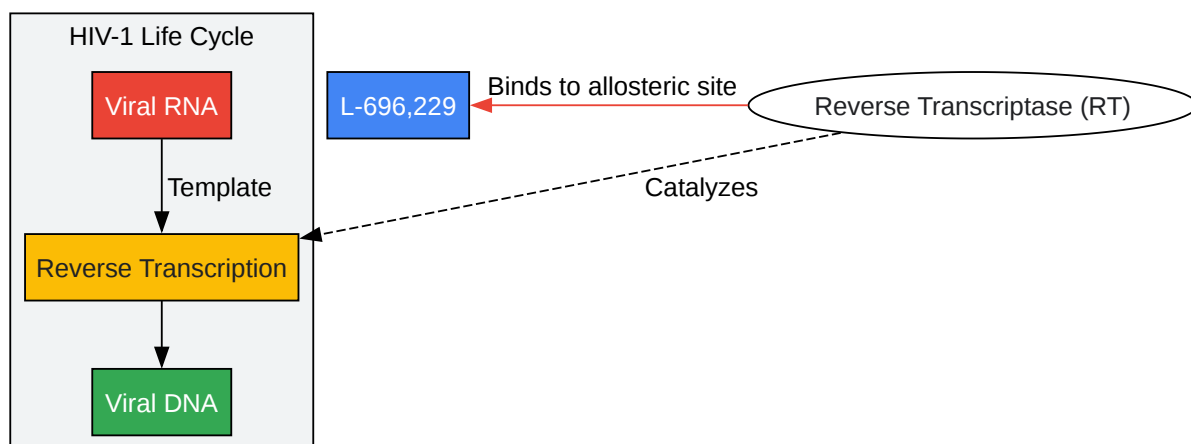 HIV-1 Life Cycle
Viral RNA
L-696,229
Binds to allosteric site
Reverse Transcriptase (RT)
Template
Catalyzes
Reverse Transcription
Viral DNA